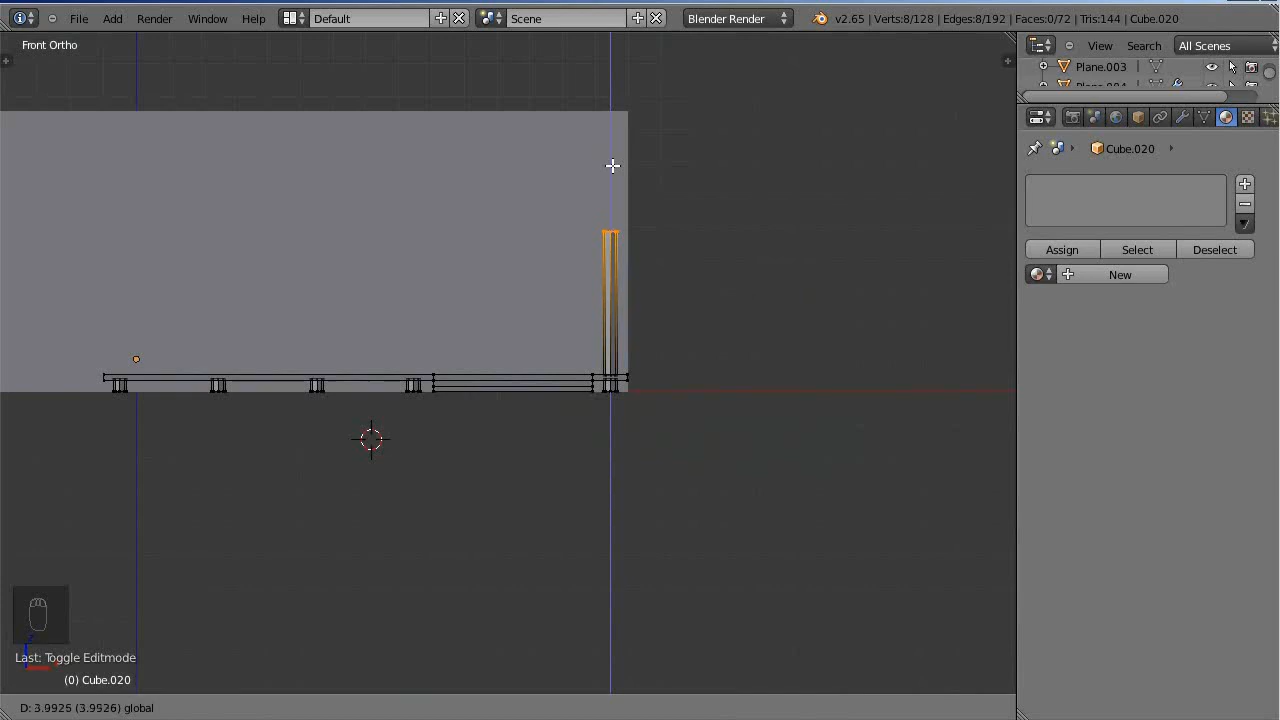 File Add Render Window Help Default Scene Blender Render v2.65 | Verts:8/128 | Edges:8/192 | Faces:0/72 | Tris:144 | Cube.020
Front Ortho
View Search All Scenes
Plane.003
Cube.020
Assign Select Deselect
New
Last: Toggle Editmode
(0) Cube.020
D: 3.9925 (3.9526) global